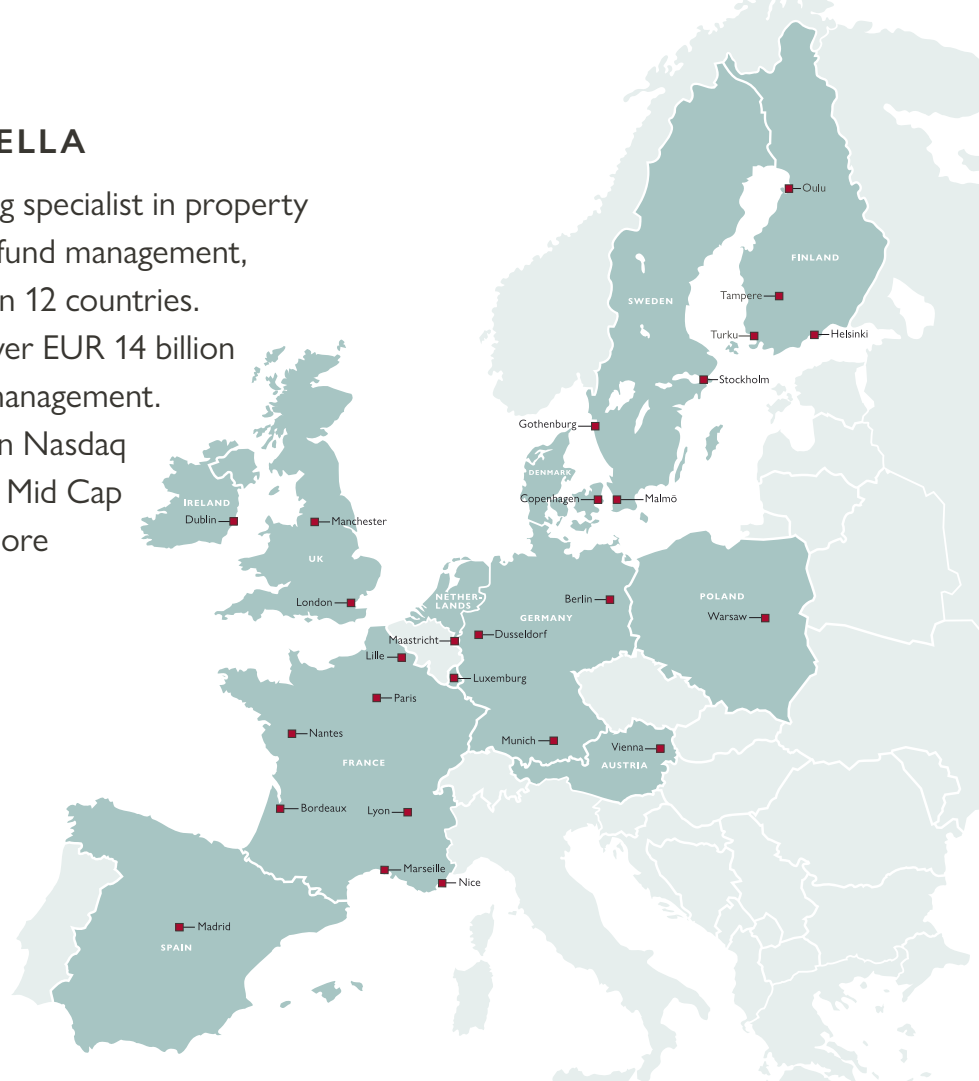 ELLA
g specialist in property
fund management,
n 12 countries.
ver EUR 14 billion
nanagement.
n Nasdaq
Mid Cap
ore
Oulu
FINLAND
Tampere
SWEDEN
Turku
Helsinki
Stockholm
Gothenburg
DENMARK
Copenhagen
Malmö
IRELAND
Dublin
Manchester
UK
London
NETHER-
LANDS
Berlin
POLAND
GERMANY
Warsaw
Maastricht
Dusseldorf
Lille
Luxemburg
Paris
Nantes
Munich
Vienna
FRANCE
AUSTRIA
Bordeaux
Lyon
Marseille
Nice
Madrid
SPAIN